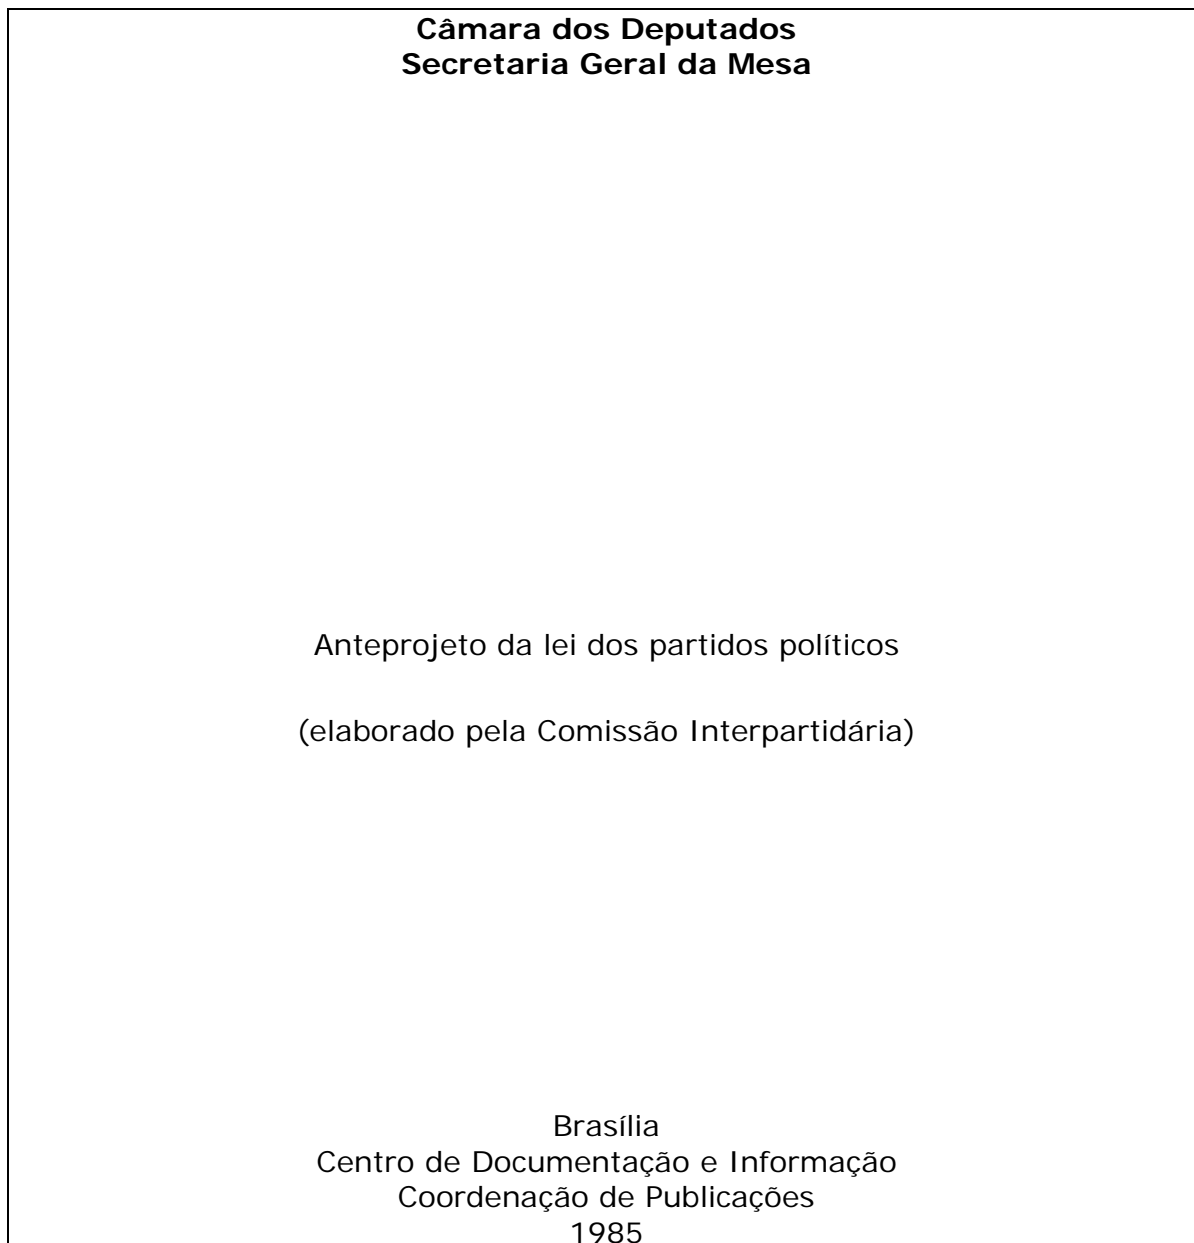 Câmara dos Deputados
Secretaria Geral da Mesa
Anteprojeto da lei dos partidos políticos
(elaborado pela Comissão Interpartidária)
Brasília
Centro de Documentação e Informação
Coordenação de Publicações
1985